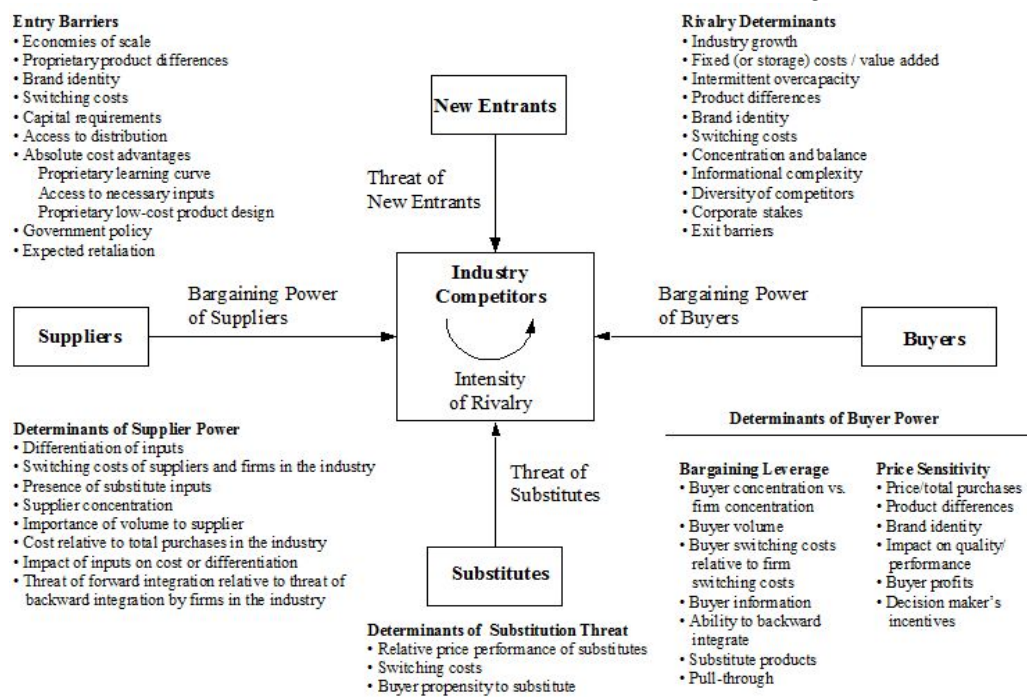 Entry Barriers
• Economies of scale
• Proprietary product differences
• Brand identity
• Switching costs
• Capital requirements
• Access to distribution
• Absolute cost advantages
Proprietary learning curve
Access to necessary inputs
Proprietary low-cost product design
• Government policy
• Expected retaliation
New Entrants
Threat of
New Entrants
Rivalry Determinants
• Industry growth
• Fixed (or storage) costs / value added
• Intermittent overcapacity
• Product differences
• Brand identity
• Switching costs
• Concentration and balance
• Informational complexity
• Diversity of competitors
• Corporate stakes
• Exit barriers
Suppliers
Bargaining Power
of Suppliers
Industry
Competitors
Intensity
of Rivalry
Bargaining Power
of Buyers
Buyers
Determinants of Supplier Power
• Differentiation of inputs
• Switching costs of suppliers and firms in the industry
• Presence of substitute inputs
• Supplier concentration
• Importance of volume to supplier
• Cost relative to total purchases in the industry
• Impact of inputs on cost or differentiation
• Threat of forward integration relative to threat of
backward integration by firms in the industry
Threat of
Substitutes
Substitutes
Determinants of Substitution Threat
• Relative price performance of substitutes
• Switching costs
• Buyer propensity to substitute
Determinants of Buyer Power
Bargaining Leverage
• Buyer concentration vs.
firm concentration
• Buyer volume
• Buyer switching costs
relative to firm
switching costs
• Buyer information
• Ability to backward
integrate
• Substitute products
• Pull-through
Price Sensitivity
• Price/total purchases
• Product differences
• Brand identity
• Impact on quality/
performance
• Buyer profits
• Decision maker's
incentives